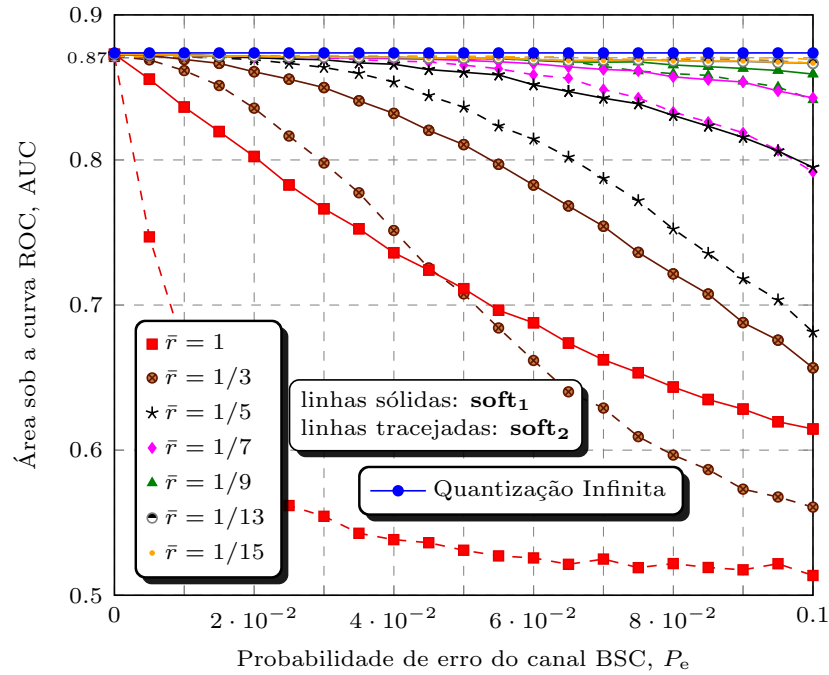 0.9
0.87
0.8
0.7
0.6
0.5
Área sob a curva ROC, AUC
r̄ = 1
r̄ = 1/3
r̄ = 1/5
r̄ = 1/7
r̄ = 1/9
r̄ = 1/13
r̄ = 1/15
linhas sólidas: soft₁
linhas tracejadas: soft₂
Quantização Infinita
0 2 · 10⁻² 4 · 10⁻² 6 · 10⁻² 8 · 10⁻² 0.1
Probabilidade de erro do canal BSC, Pₑ